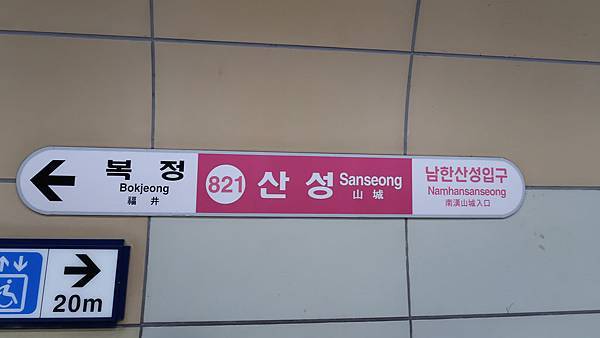 복정
Bokjeong
福井
821 산성 Sanseong
山城
남한산성입구
Namhansanseong
南漢山城入口
20m